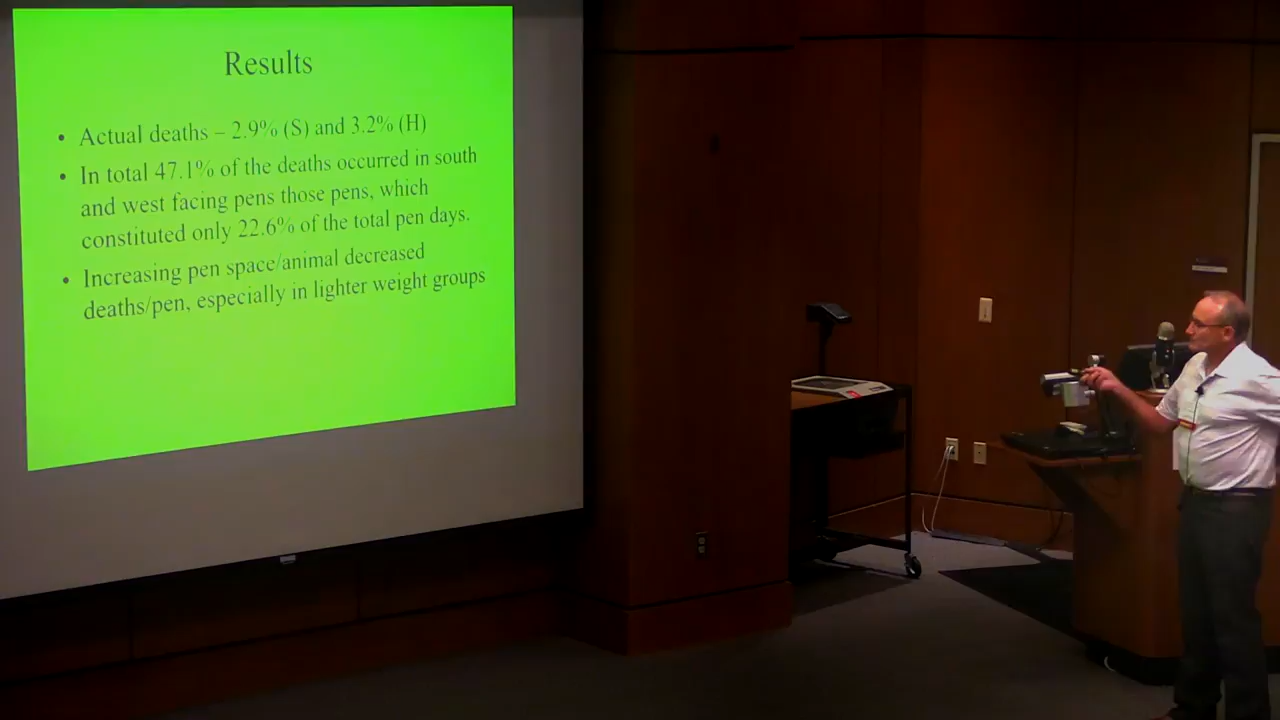 Results
• Actual deaths – 2.9% (S) and 3.2% (H)
• In total 47.1% of the deaths occurred in south
and west facing pens those pens, which
constituted only 22.6% of the total pen days.
• Increasing pen space/animal decreased
deaths/pen, especially in lighter weight groups